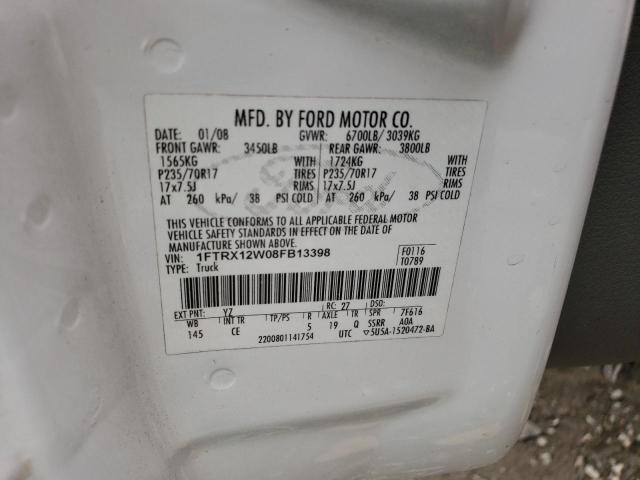 MFD. BY FORD MOTOR CO.
DATE: 01/08 GVWR: 6700LB/ 3039KG
FRONT GAWR: 3450LB REAR GAWR: 3800LB
1565KG WITH 1724KG WITH
P235/70R17 TIRES P235/70R17 TIRES
17x7.5J RIMS 17x7.5J RIMS
AT 260 kPa/ 38 PSI COLD AT 260 kPa/ 38 PSI COLD
THIS VEHICLE CONFORMS TO ALL APPLICABLE FEDERAL MOTOR
VEHICLE SAFETY STANDARDS IN EFFECT ON THE DATE OF
MANUFACTURE SHOWN ABOVE.
VIN: 1FTRX12W08FB13398 F0116
TYPE: Truck T0789
EXT PNT: YZ RC: 27 DSO:
WB INT TR TP/PS R AXLE TR SPR 7F616
145 CE 5 19 Q SSRR AOA
2200801141754 UTC ▽5U5A-1520472-BA